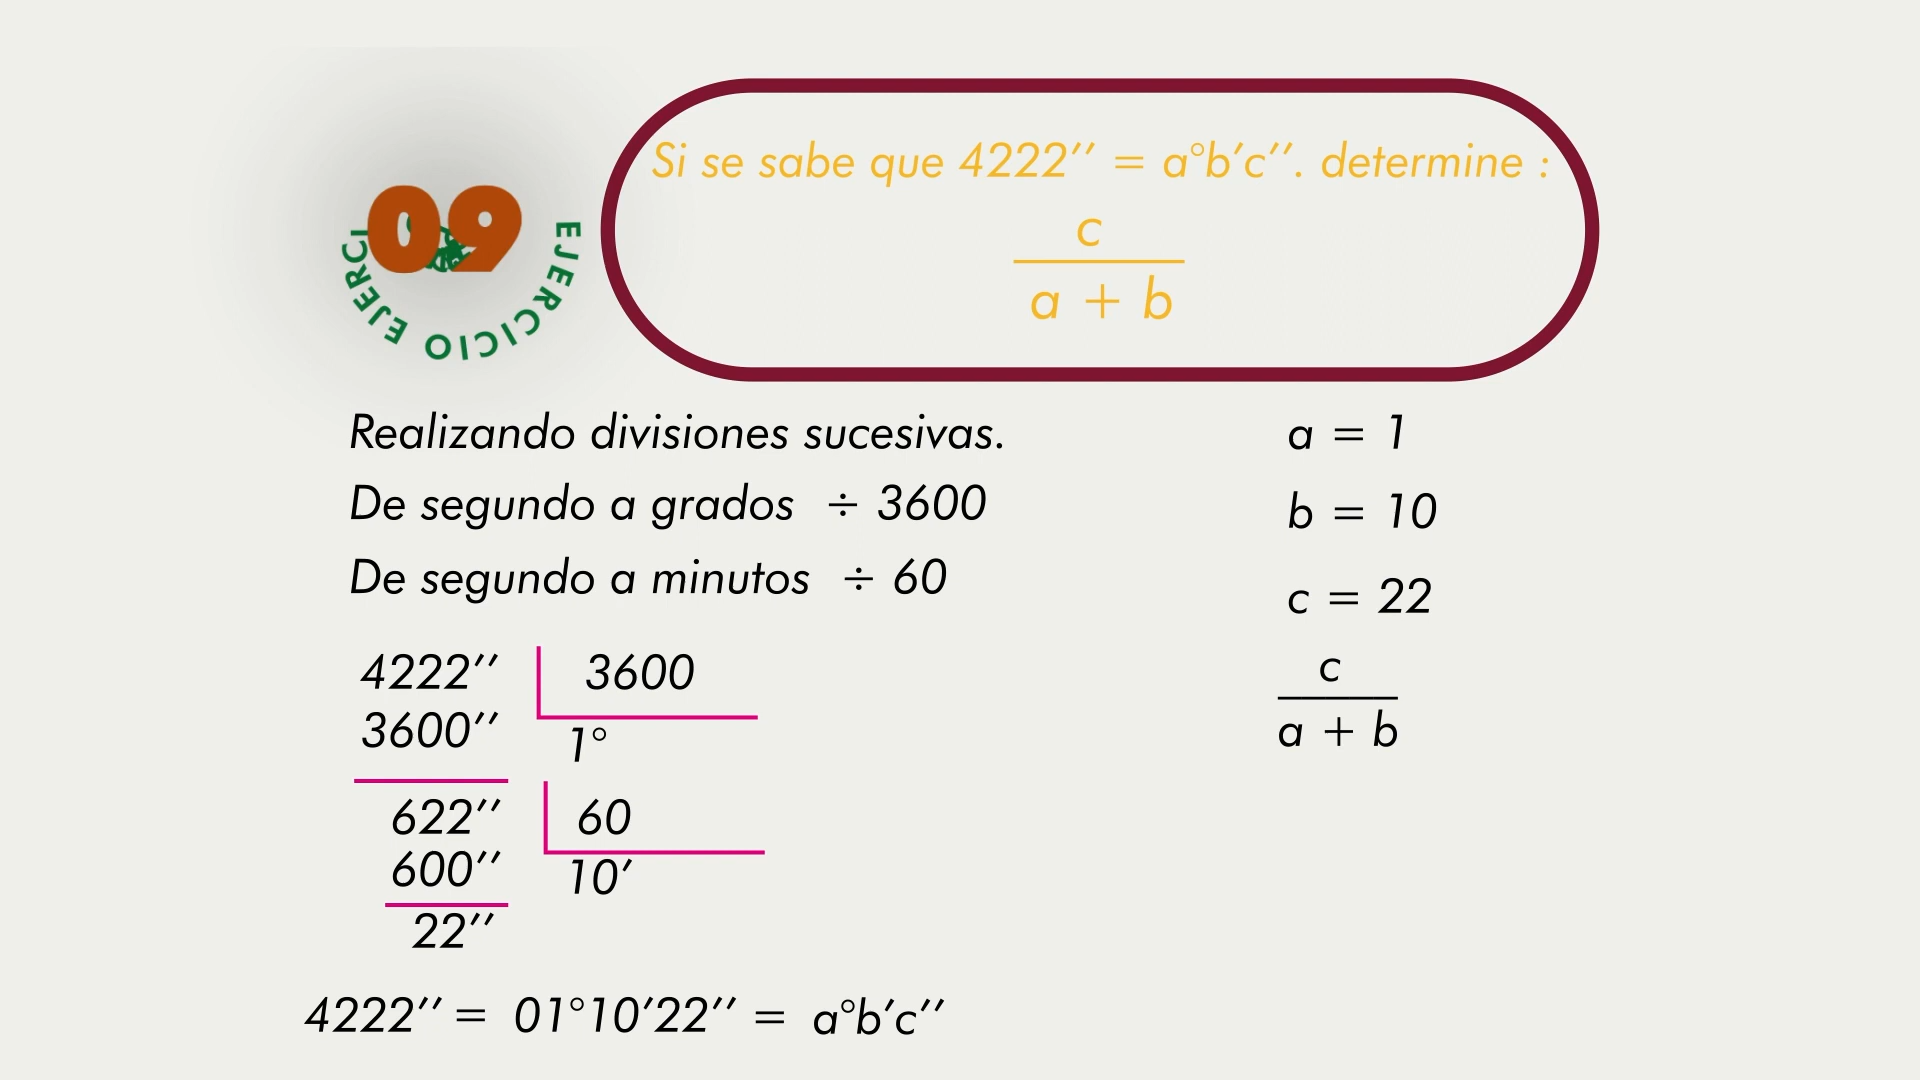 09
EJERCICIO EJERCI
Si se sabe que 4222’’ = a°b’c’’. determine :
c
a + b
Realizando divisiones sucesivas.
De segundo a grados ÷ 3600
De segundo a minutos ÷ 60
4222’’ 3600
3600’’ 1°
622’’ 60
600’’ 10’
22’’
4222’’ = 01°10’22’’ = a°b’c’’
a = 1
b = 10
c = 22
c
a + b